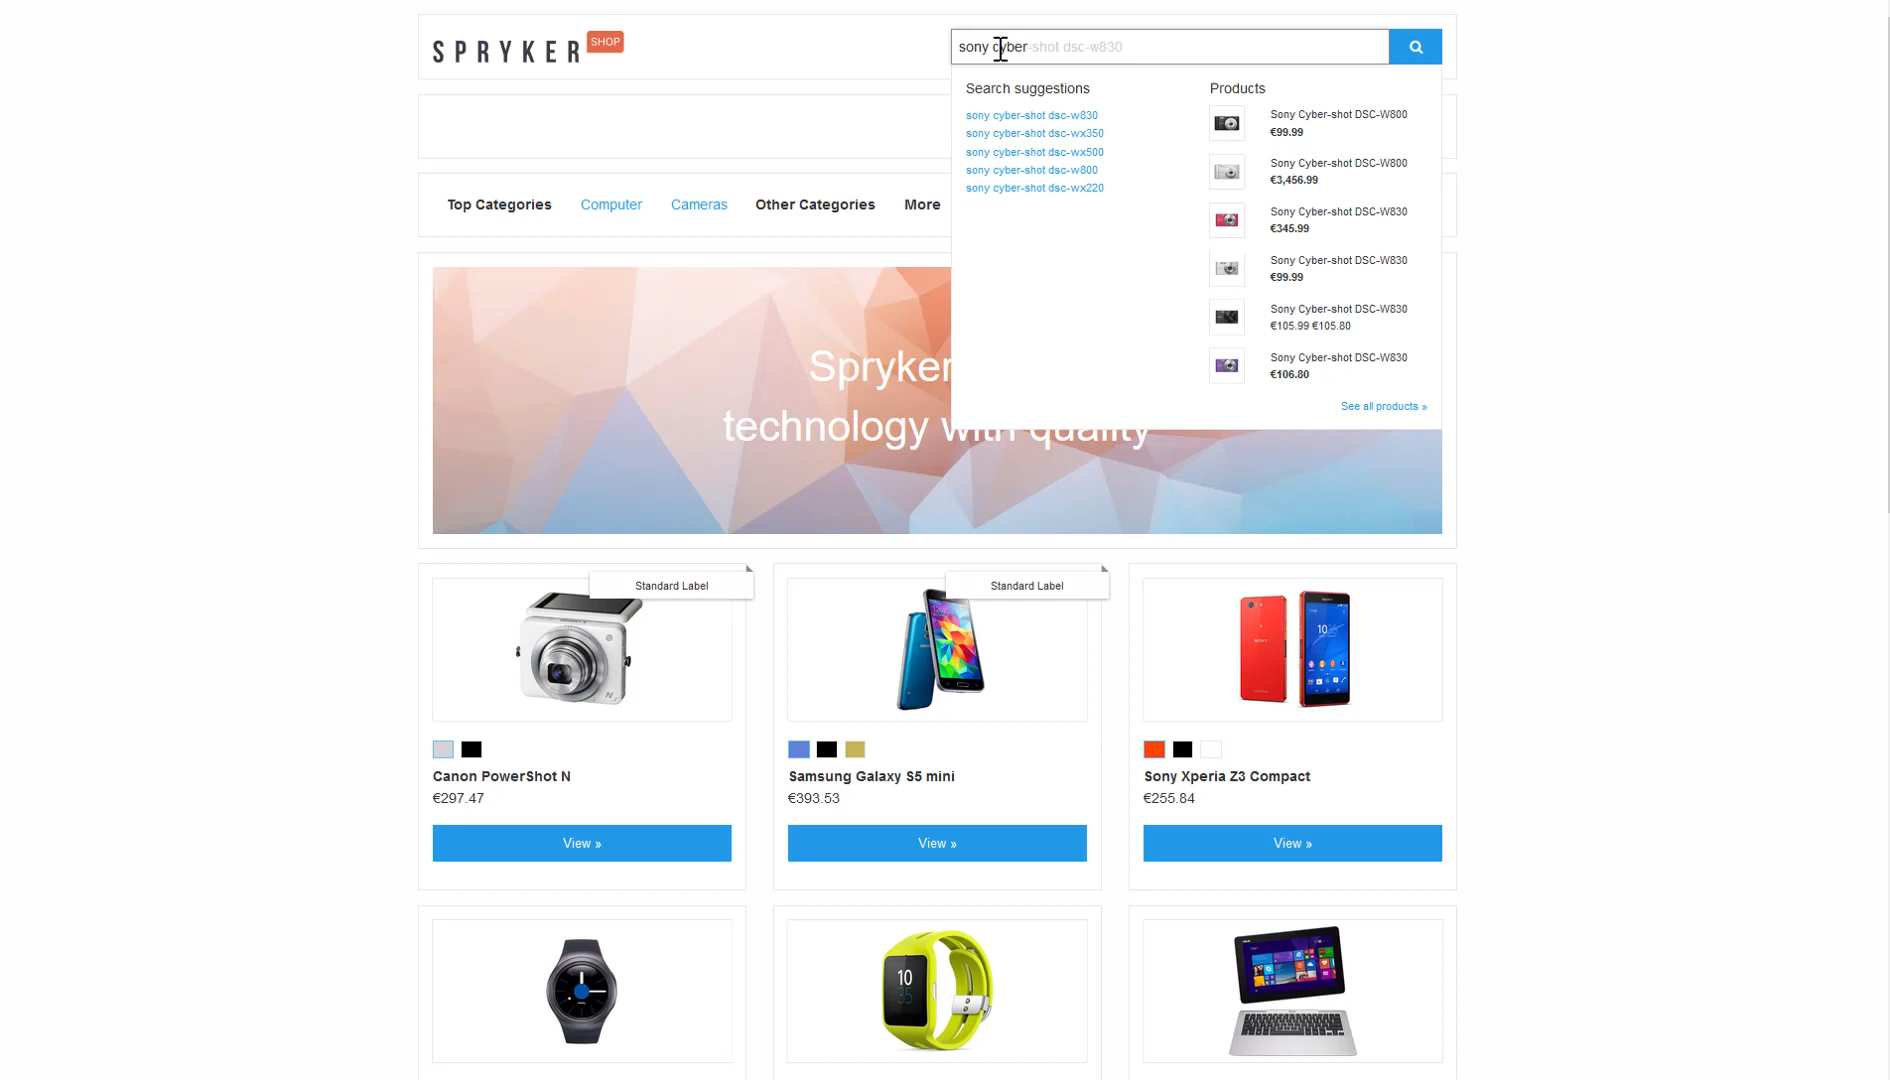 SPRYKER SHOP
sony cyber-shot dsc-w830
Search suggestions
sony cyber-shot dsc-w830
sony cyber-shot dsc-wx350
sony cyber-shot dsc-wx500
sony cyber-shot dsc-w800
sony cyber-shot dsc-wx220
Products
Sony Cyber-shot DSC-W800
€99.99
Sony Cyber-shot DSC-W800
€3,456.99
Sony Cyber-shot DSC-W830
€345.99
Sony Cyber-shot DSC-W830
€99.99
Sony Cyber-shot DSC-W830
€105.99 €105.80
Sony Cyber-shot DSC-W830
€106.80
See all products »
Top Categories Computer Cameras Other Categories More
Spryker
technology with quality
Standard Label
Canon PowerShot N
€297.47
View »
Standard Label
Samsung Galaxy S5 mini
€393.53
View »
Sony Xperia Z3 Compact
€255.84
View »
10
35